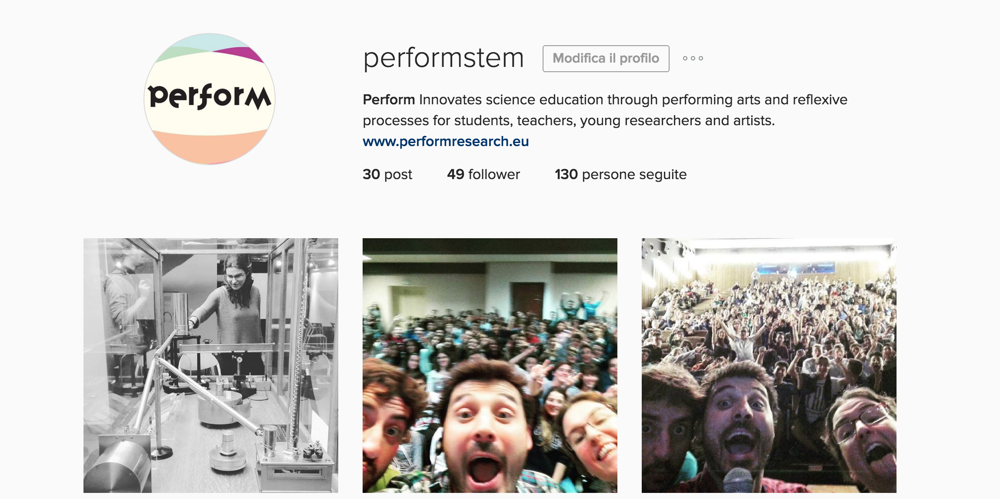 perform
performstem
Modifica il profilo
Perform Innovates science education through performing arts and reflexive
processes for students, teachers, young researchers and artists.
www.performresearch.eu
30 post 49 follower 130 persone seguite